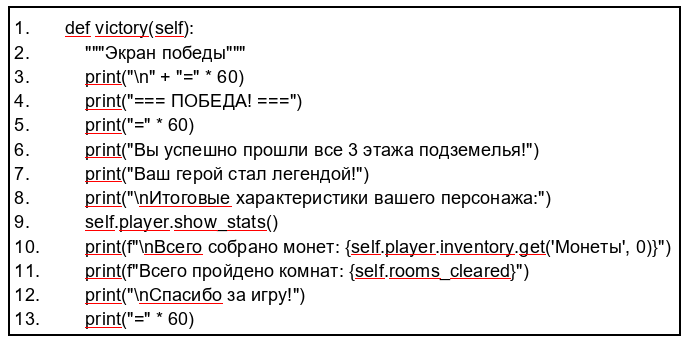 1. def victory(self):
2. """Экран победы"""
3. print("\n" + "=" * 60)
4. print("=== ПОБЕДА! ===")
5. print("=" * 60)
6. print("Вы успешно прошли все 3 этажа подземелья!")
7. print("Ваш герой стал легендой!")
8. print("\nИтоговые характеристики вашего персонажа:")
9. self.player.show_stats()
10. print(f"\nВсего собрано монет: {self.player.inventory.get('Монеты', 0)}")
11. print(f"Всего пройдено комнат: {self.rooms_cleared}")
12. print("\nСпасибо за игру!")
13. print("=" * 60)